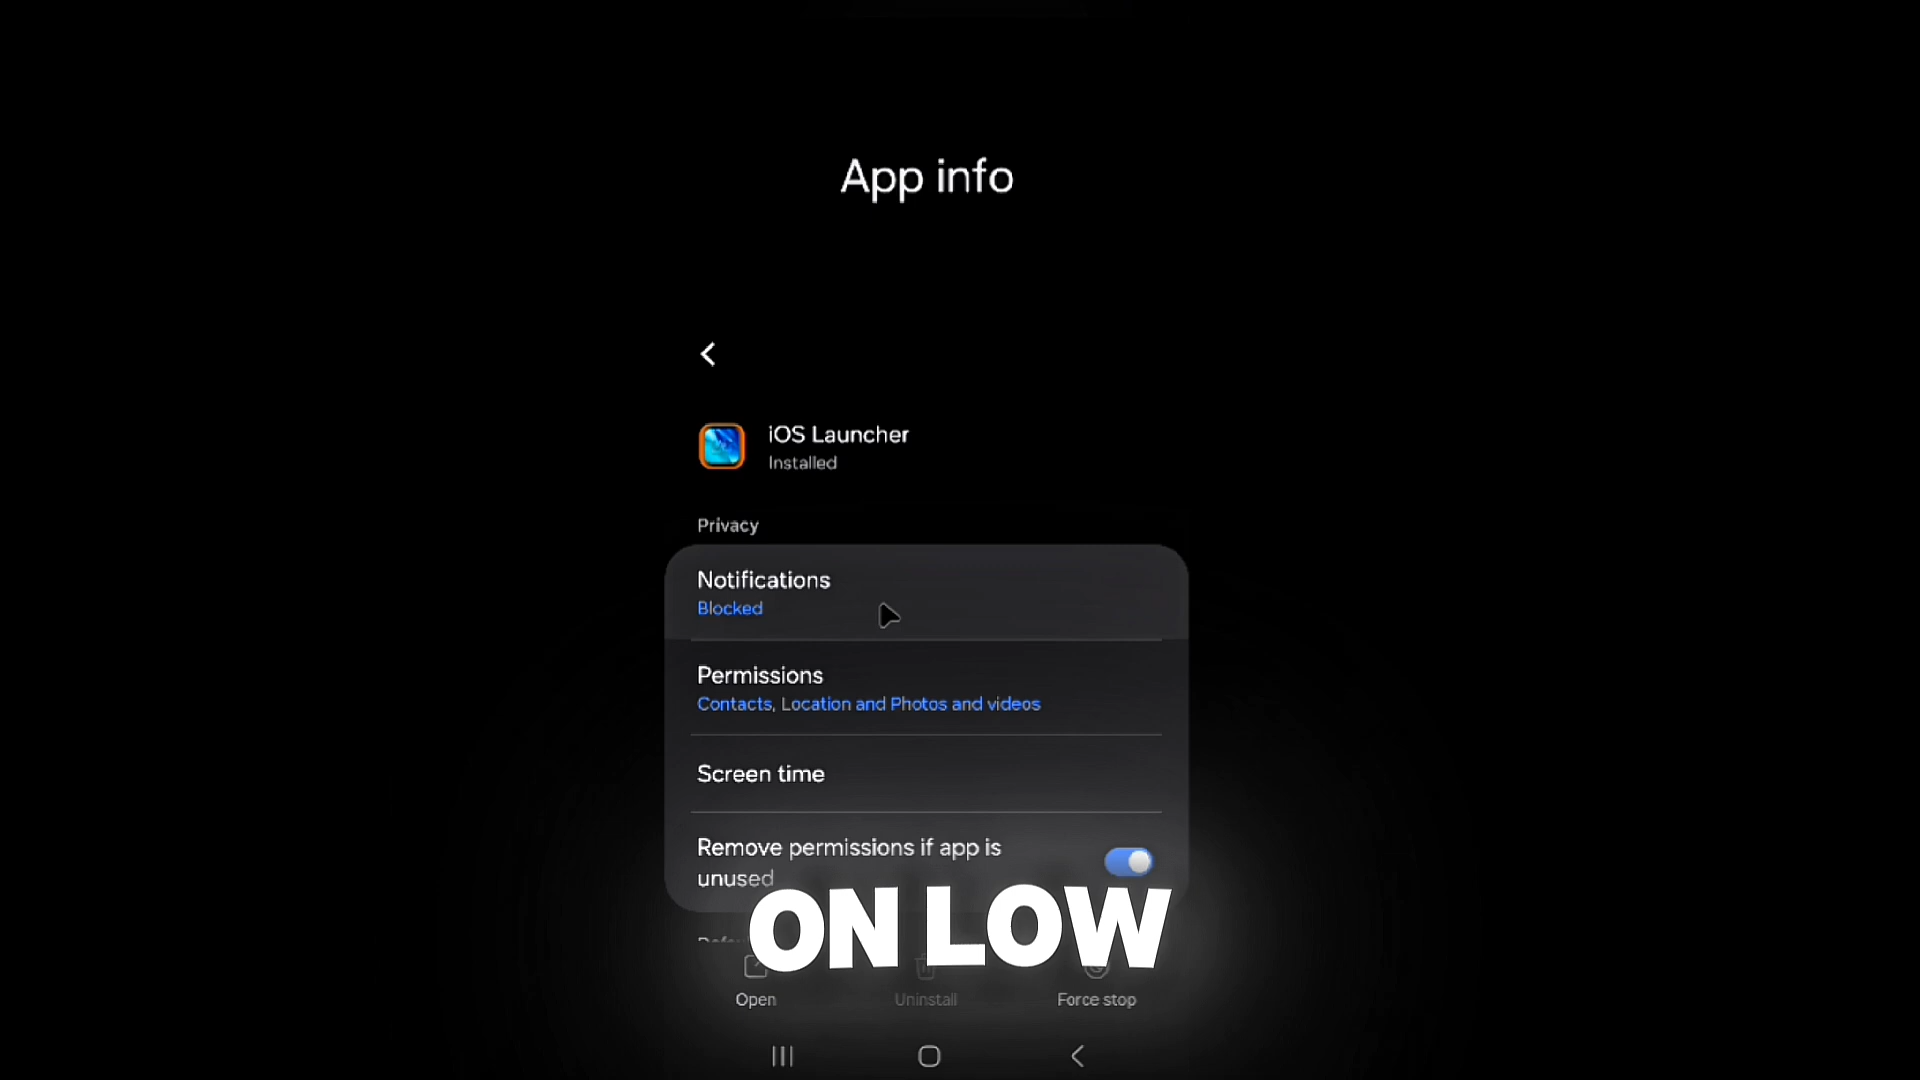 App info
iOS Launcher
Installed
Privacy
Notifications
Blocked
Permissions
Contacts, Location and Photos and videos
Screen time
Remove permissions if app is
unused
ON LOW
Open
Uninstall
Force stop